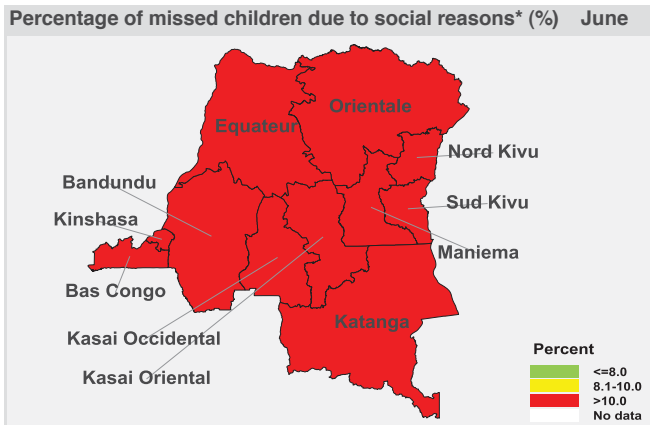 Percentage of missed children due to social reasons* (%) June
Orientale
Equateur
Nord Kivu
Bandundu
Sud Kivu
Kinshasa
Maniema
Bas Congo
Katanga
Kasai Occidental
Kasai Oriental
Percent
<=8.0
8.1-10.0
>10.0
No data